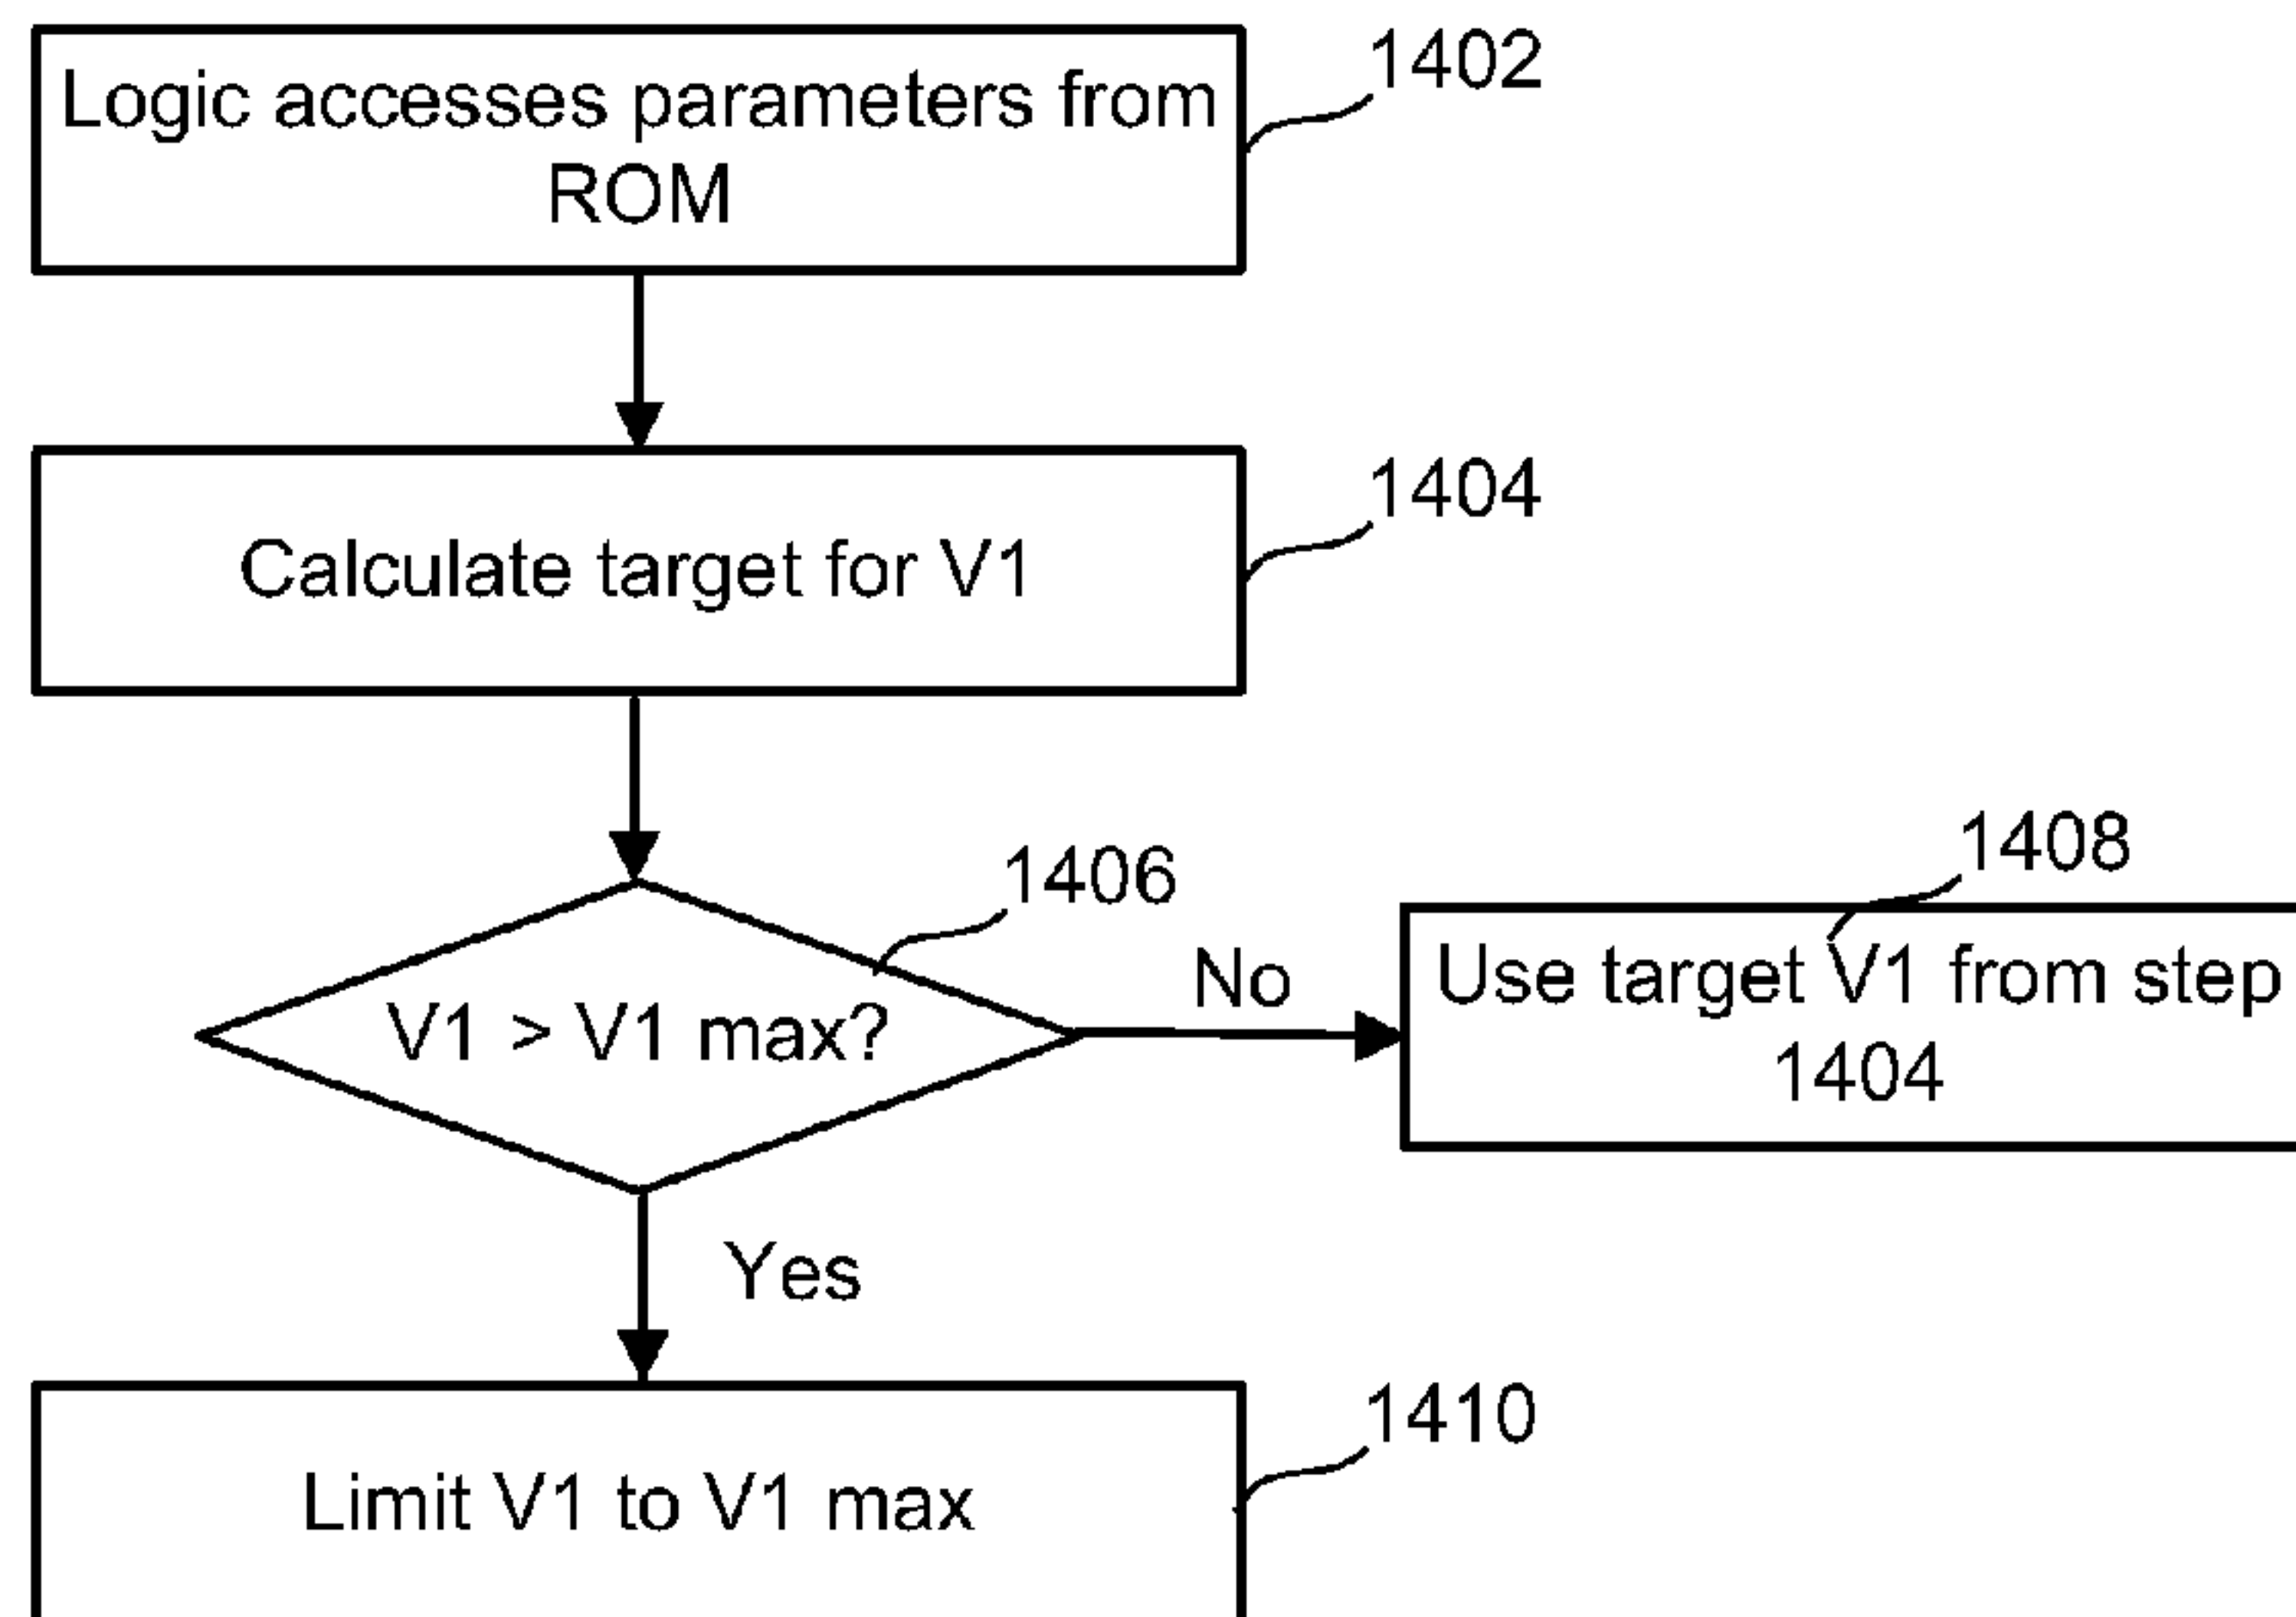 1402
Logic accesses parameters from
ROM
1404
Calculate target for V1
1406
V1 > V1 max?
No
1408
Use target V1 from step
1404
Yes
1410
Limit V1 to V1 max